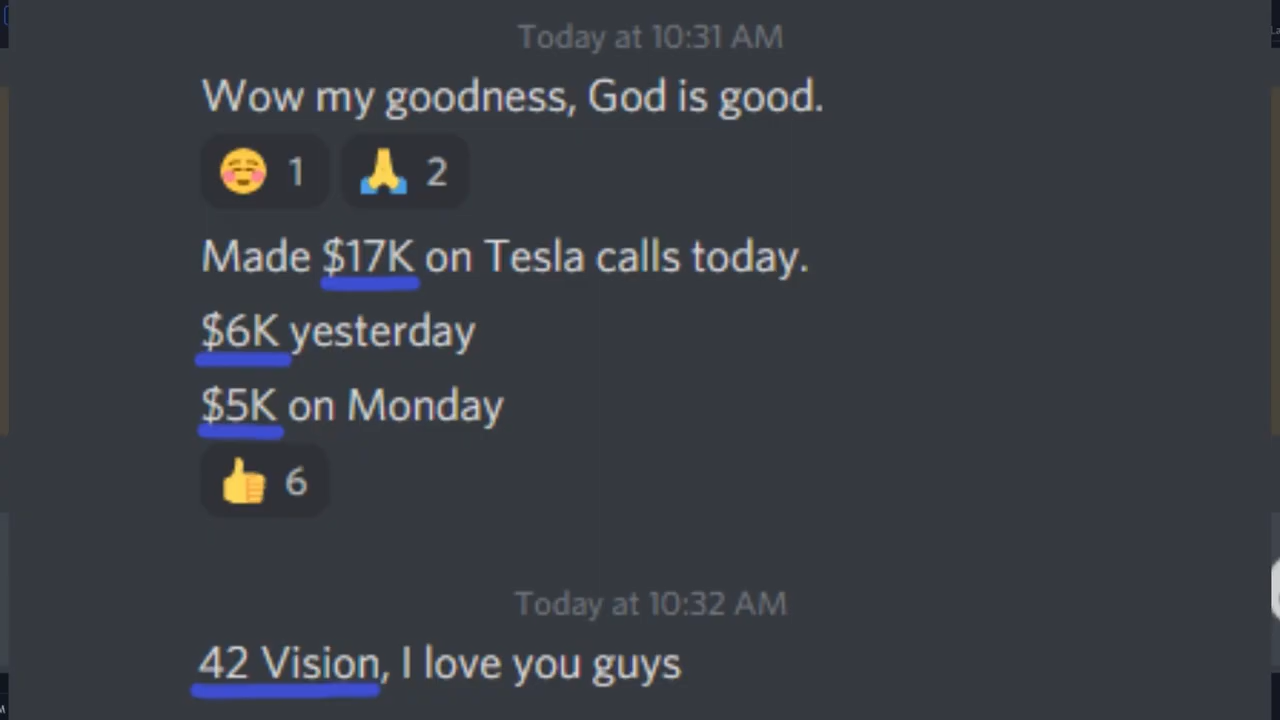 Today at 10:31 AM
Wow my goodness, God is good.
1 2
Made $17K on Tesla calls today.
$6K yesterday
$5K on Monday
6
Today at 10:32 AM
42 Vision, I love you guys